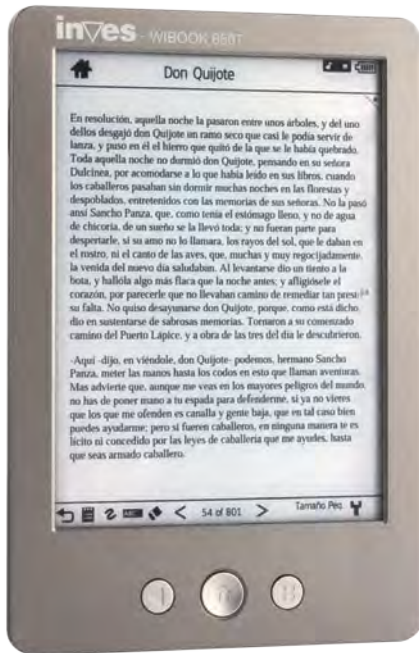 inves · WIBOOK 650T
Don Quijote
En resolución, aquella noche la pasaron entre unos árboles, y del uno
dellos desgajó don Quijote un ramo seco que casi le podía servir de
lanza, y puso en él el hierro que quitó de la que se le había quebrado.
Toda aquella noche no durmió don Quijote, pensando en su señora
Dulcinea, por acomodarse a lo que había leído en sus libros, cuando
los caballeros pasaban sin dormir muchas noches en las florestas y
despoblados, entretenidos con las memorias de sus señoras. No la pasó
ansí Sancho Panza, que, como tenía el estómago lleno, y no de agua
de chicoria, de un sueño se la llevó toda; y no fueran parte para
despertarle, si su amo no lo llamara, los rayos del sol, que le daban en
el rostro, ni el canto de las aves, que, muchas y muy regocijadamente,
la venida del nuevo día saludaban. Al levantarse dio un tiento a la
bota, y hallóla algo más flaca que la noche antes; y afligiósele el
corazón, por parecerle que no llevaban camino de remediar tan presto
su falta. No quiso desayunarse don Quijote, porque, como está dicho,
dio en sustentarse de sabrosas memorias. Tornaron a su comenzado
camino del Puerto Lápice, y a obra de las tres del día le descubrieron.
-Aquí -dijo, en viéndole, don Quijote- podemos, hermano Sancho
Panza, meter las manos hasta los codos en esto que llaman aventuras.
Mas advierte que, aunque me veas en los mayores peligros del mundo,
no has de poner mano a tu espada para defenderme, si ya no vieres
que los que me ofenden es canalla y gente baja, que en tal caso bien
puedes ayudarme; pero si fueren caballeros, en ninguna manera te es
lícito ni concedido por las leyes de caballería que me ayudes, hasta
que seas armado caballero.
ABC
54 of 801
Tamaño Peq